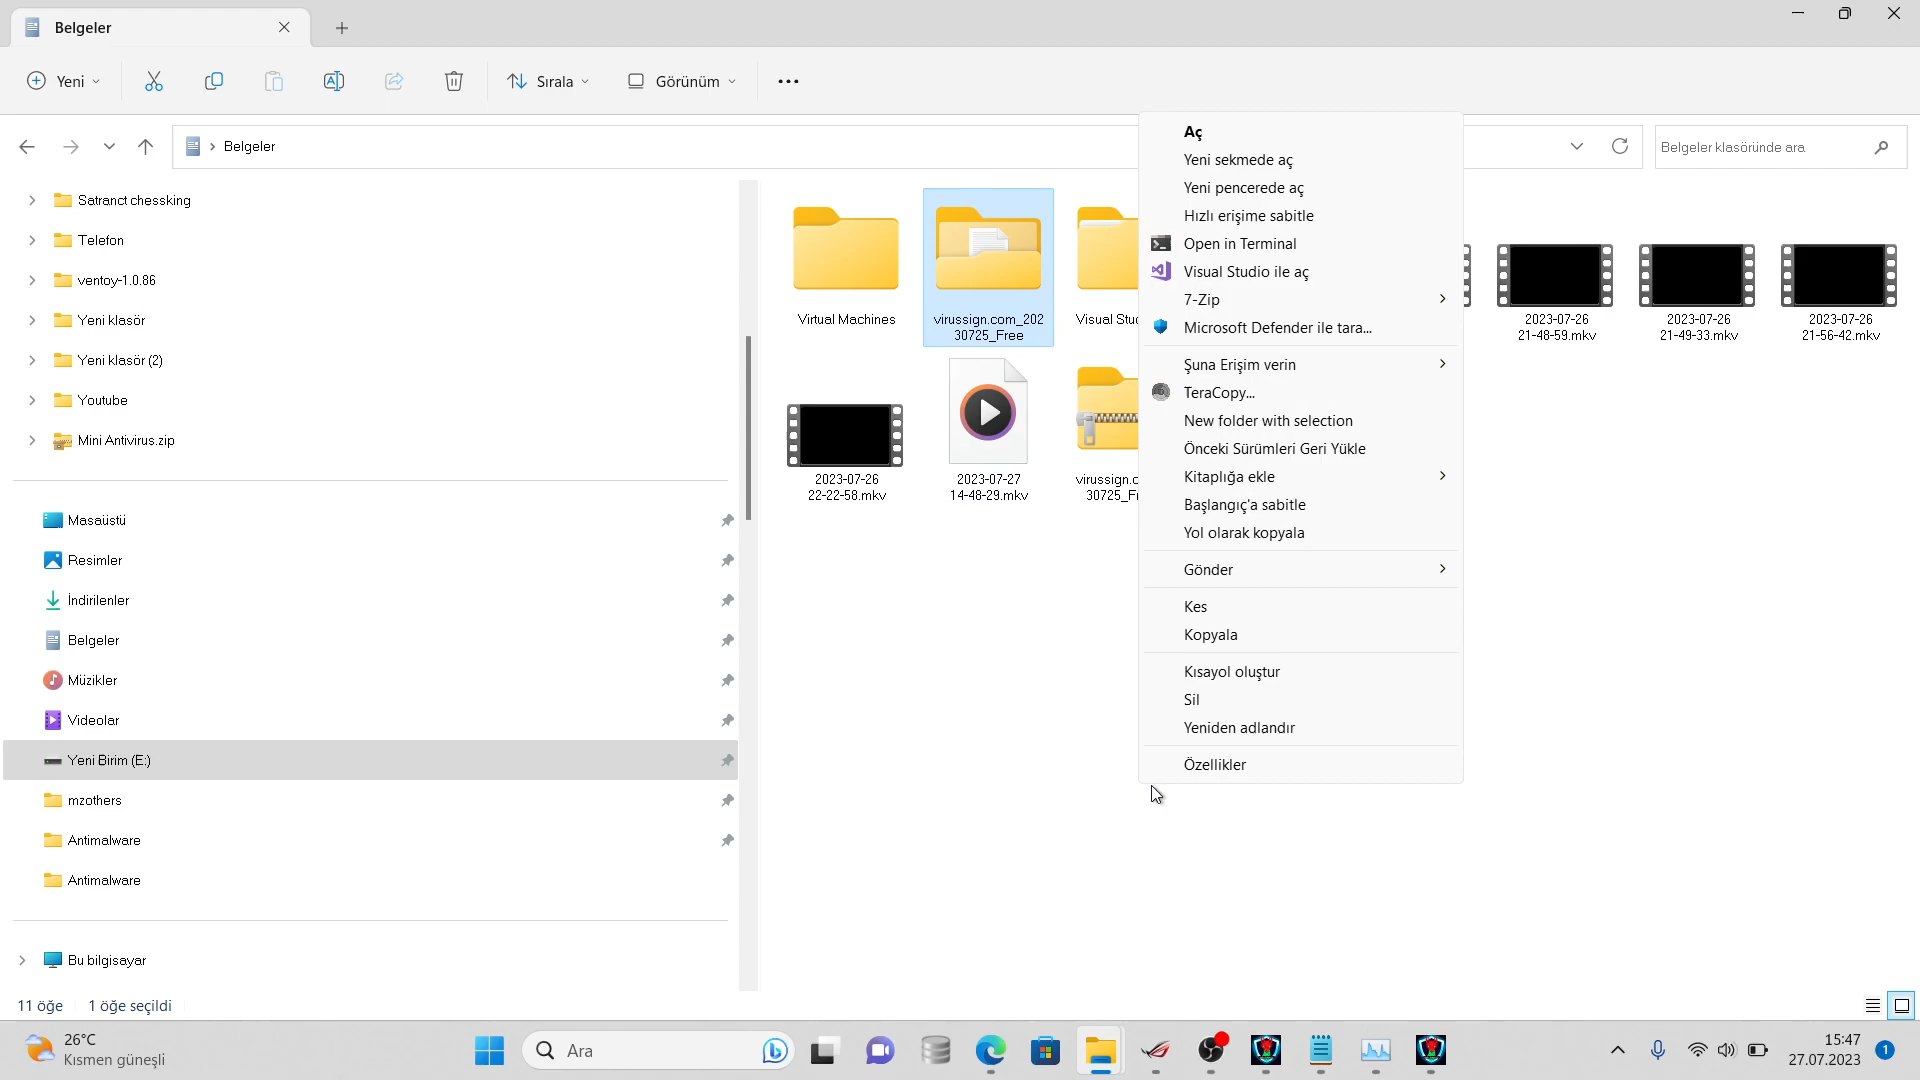 Belgeler
Yeni
Sırala
Görünüm
Belgeler
Belgeler klasöründe ara
Satranct chessking
Telefon
ventoy-1.0.86
Yeni klasör
Yeni klasör (2)
Youtube
Mini Antivirus.zip
Masaüstü
Resimler
İndirilenler
Belgeler
Müzikler
Videolar
Yeni Birim (E:)
mzothers
Antimalware
Antimalware
Bu bilgisayar
Virtual Machines
virussign.com_202
30725_Free
Visual Stud
2023-07-26
21-48-59.mkv
2023-07-26
21-49-33.mkv
2023-07-26
21-56-42.mkv
2023-07-26
22-22-58.mkv
2023-07-27
14-48-29.mkv
virussign.c
30725_Fr
Aç
Yeni sekmede aç
Yeni pencerede aç
Hızlı erişime sabitle
Open in Terminal
Visual Studio ile aç
7-Zip
Microsoft Defender ile tara...
Şuna Erişim verin
TeraCopy...
New folder with selection
Önceki Sürümleri Geri Yükle
Kitaplığa ekle
Başlangıç'a sabitle
Yol olarak kopyala
Gönder
Kes
Kopyala
Kısayol oluştur
Sil
Yeniden adlandır
Özellikler
11 öğe
1 öğe seçildi
26°C
Kısmen güneşli
Ara
15:47
27.07.2023
1